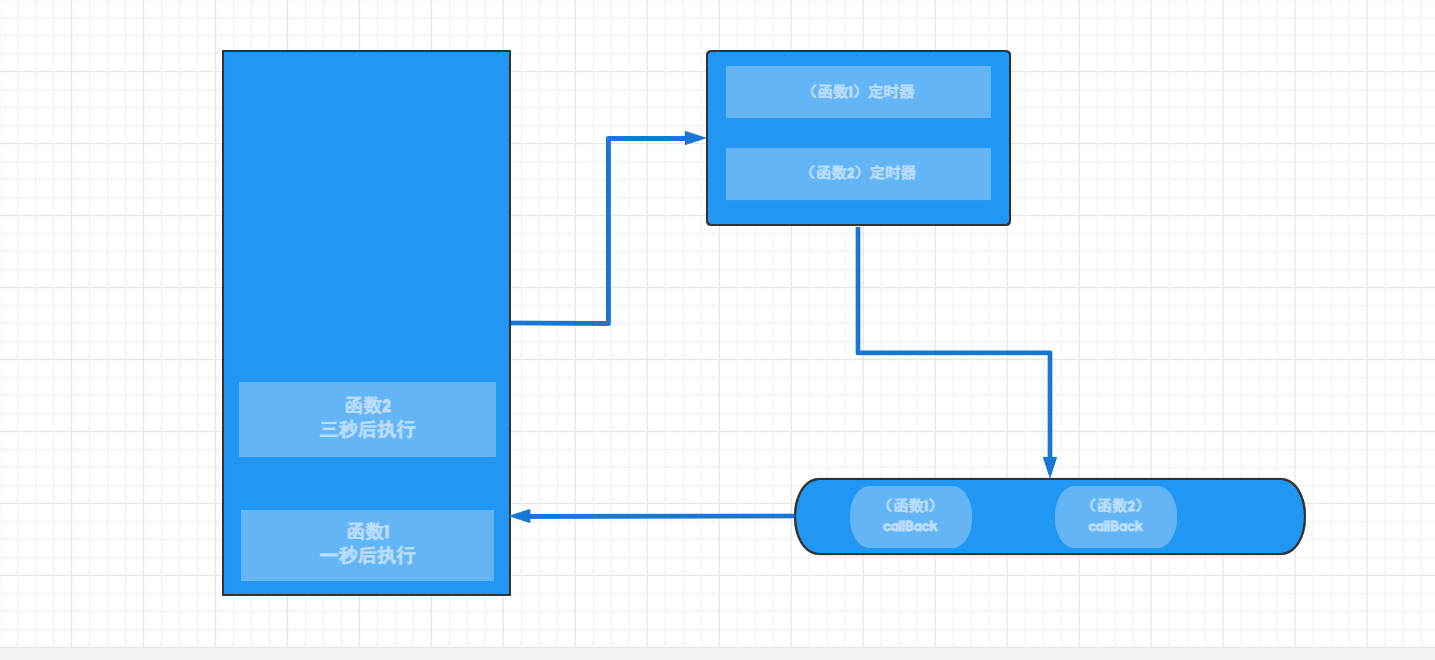 （函数1）定时器
（函数2）定时器
函数2
三秒后执行
函数1
一秒后执行
（函数1）
callBack
（函数2）
callBack